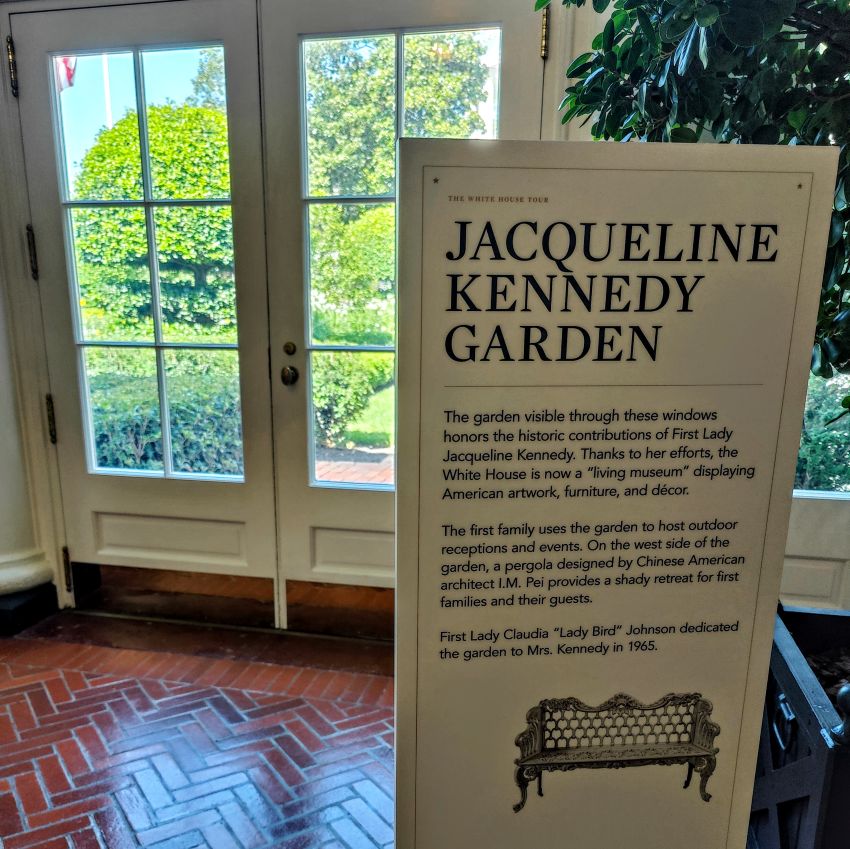 THE WHITE HOUSE TOUR
JACQUELINE
KENNEDY
GARDEN
The garden visible through these windows
honors the historic contributions of First Lady
Jacqueline Kennedy. Thanks to her efforts, the
White House is now a “living museum” displaying
American artwork, furniture, and décor.
The first family uses the garden to host outdoor
receptions and events. On the west side of the
garden, a pergola designed by Chinese American
architect I.M. Pei provides a shady retreat for first
families and their guests.
First Lady Claudia “Lady Bird” Johnson dedicated
the garden to Mrs. Kennedy in 1965.